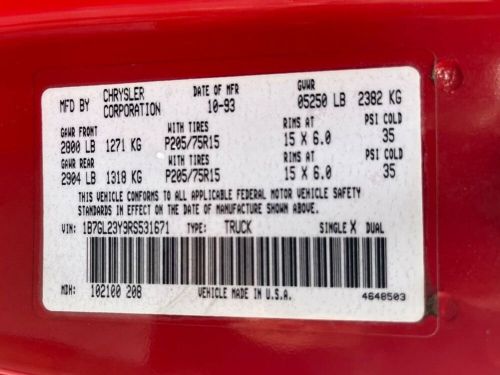 MFD BY CHRYSLER CORPORATION DATE OF MFR 10-93 GVWR 05250 LB 2382 KG
GAWR FRONT WITH TIRES RIMS AT PSI COLD
2800 LB 1271 KG P205/75R15 15 X 6.0 35
GAWR REAR WITH TIRES RIMS AT PSI COLD
2904 LB 1318 KG P205/75R15 15 X 6.0 35
THIS VEHICLE CONFORMS TO ALL APPLICABLE FEDERAL MOTOR VEHICLE SAFETY
STANDARDS IN EFFECT ON THE DATE OF MANUFACTURE SHOWN ABOVE.
VIN: 1B7GL23Y9RS531671 TYPE: TRUCK SINGLE X DUAL
MDH: 102100 208 VEHICLE MADE IN U.S.A. 4648503